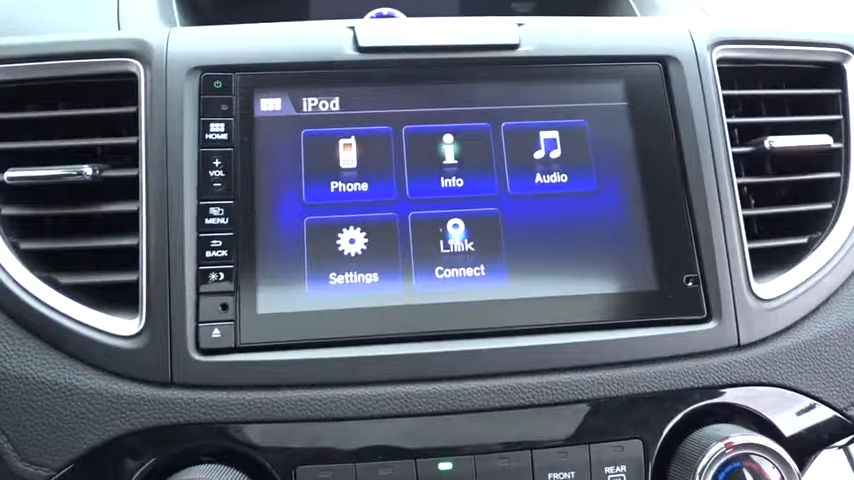 iPod
HOME
+
VOL
−
MENU
BACK
Phone
Info
Audio
Settings
Link
Connect
FRONT
REAR